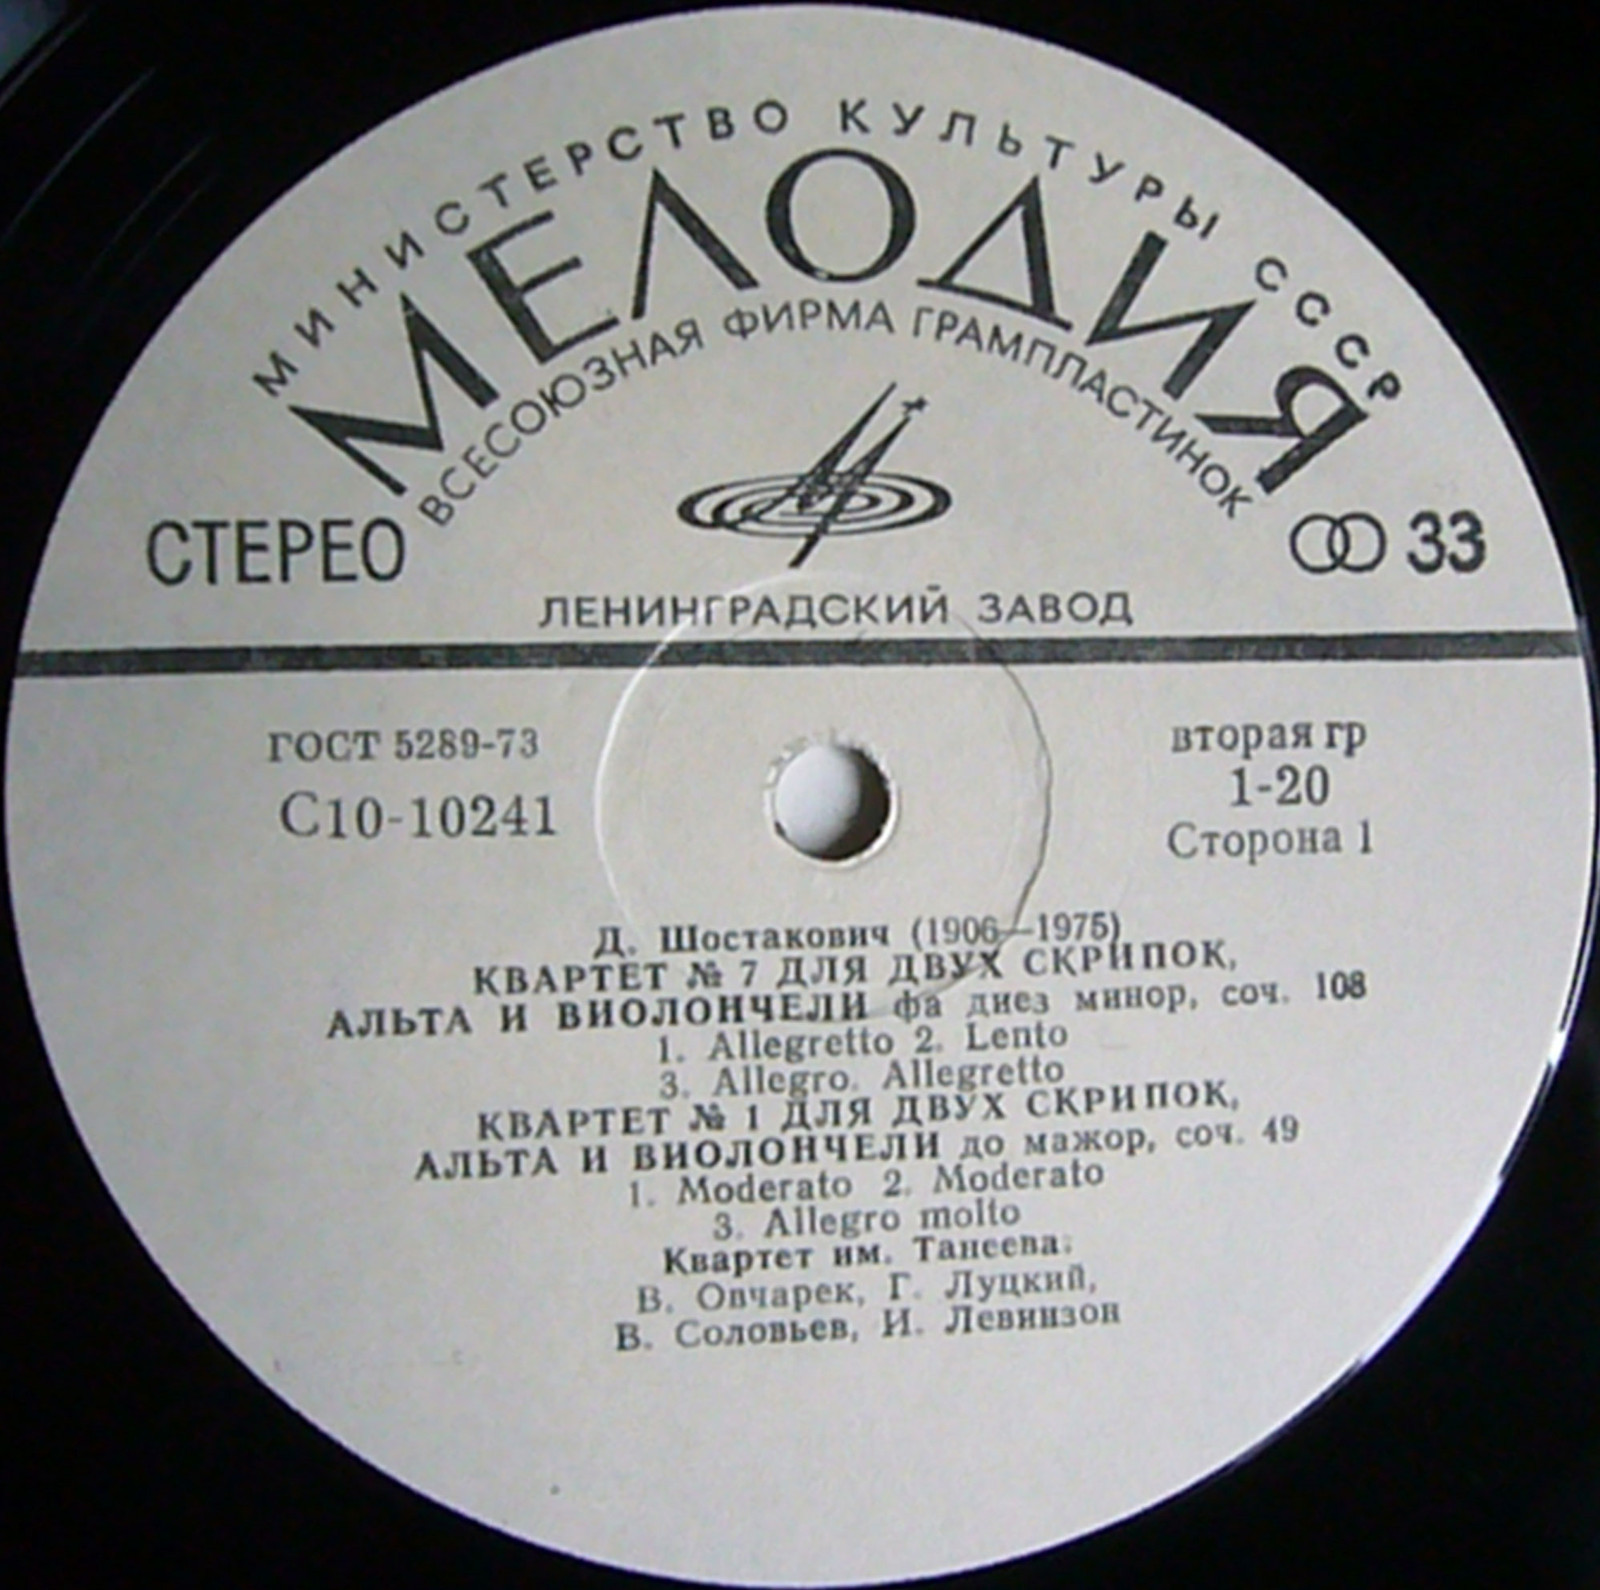 МИНИСТЕРСТВО КУЛЬТУРЫ СССР
МЕЛОДИЯ
ВСЕСОЮЗНАЯ ФИРМА ГРАМПЛАСТИНОК
СТЕРЕО
33
ЛЕНИНГРАДСКИЙ ЗАВОД
ГОСТ 5289-73
С10-10241
вторая гр
1-20
Сторона 1
Д. Шостакович (1906—1975)
КВАРТЕТ № 7 ДЛЯ ДВУХ СКРИПОК,
АЛЬТА И ВИОЛОНЧЕЛИ фа диез минор, соч. 108
1. Allegretto 2. Lento
3. Allegro. Allegretto
КВАРТЕТ № 1 ДЛЯ ДВУХ СКРИПОК,
АЛЬТА И ВИОЛОНЧЕЛИ до мажор, соч. 49
1. Moderato 2. Moderato
3. Allegro molto
Квартет им. Танеева:
В. Овчарек, Г. Луцкий,
В. Соловьев, И. Левинзон